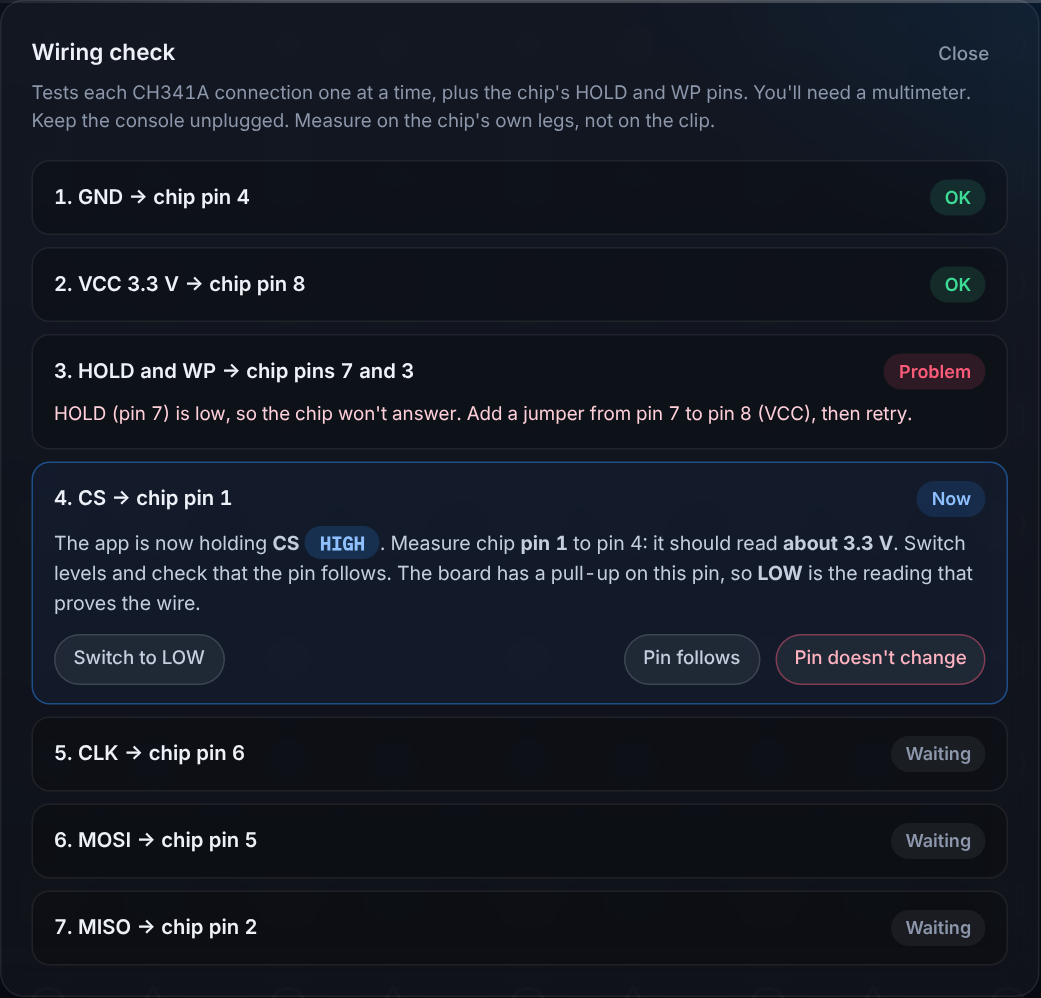 Wiring check
Close
Tests each CH341A connection one at a time, plus the chip's HOLD and WP pins. You'll need a multimeter.
Keep the console unplugged. Measure on the chip's own legs, not on the clip.
1. GND → chip pin 4
OK
2. VCC 3.3 V → chip pin 8
OK
3. HOLD and WP → chip pins 7 and 3
Problem
HOLD (pin 7) is low, so the chip won't answer. Add a jumper from pin 7 to pin 8 (VCC), then retry.
4. CS → chip pin 1
Now
The app is now holding CS HIGH . Measure chip pin 1 to pin 4: it should read about 3.3 V. Switch
levels and check that the pin follows. The board has a pull-up on this pin, so LOW is the reading that
proves the wire.
Switch to LOW
Pin follows
Pin doesn't change
5. CLK → chip pin 6
Waiting
6. MOSI → chip pin 5
Waiting
7. MISO → chip pin 2
Waiting